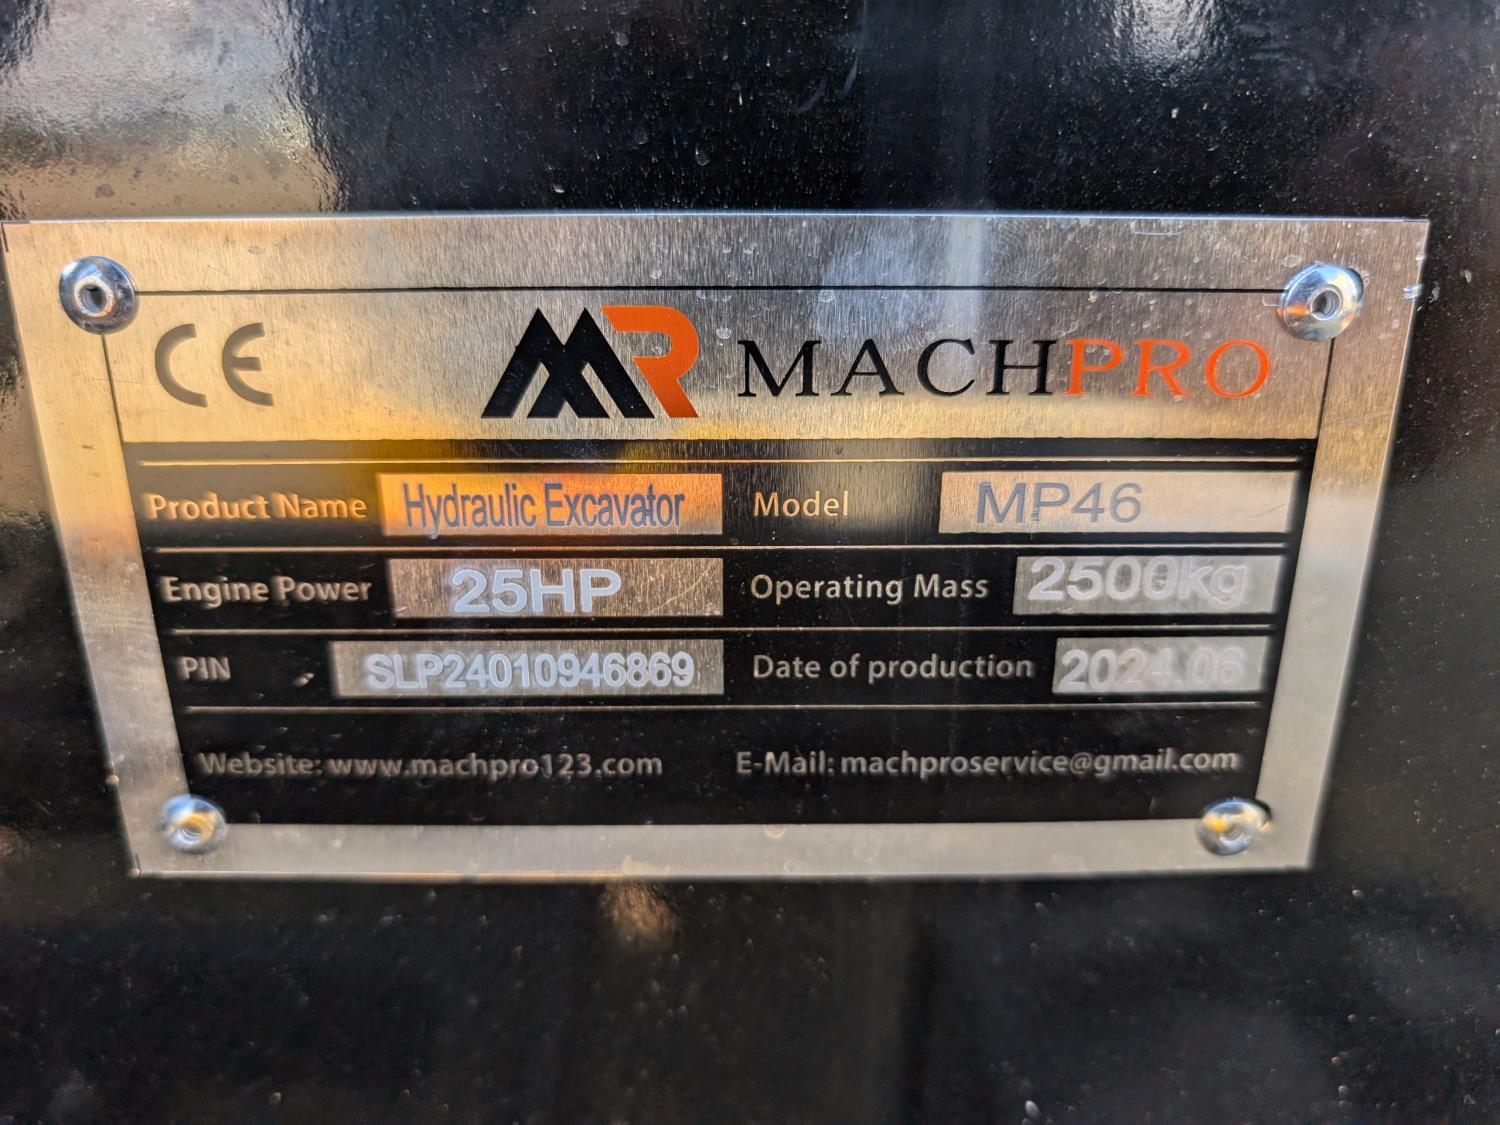 CE MR MACHPRO
Product Name Hydraulic Excavator Model MP46
Engine Power 25HP Operating Mass 2500kg
PIN SLP24010946869 Date of production 2024.06
Website: www.machpro123.com E-Mail: machproservice@gmail.com